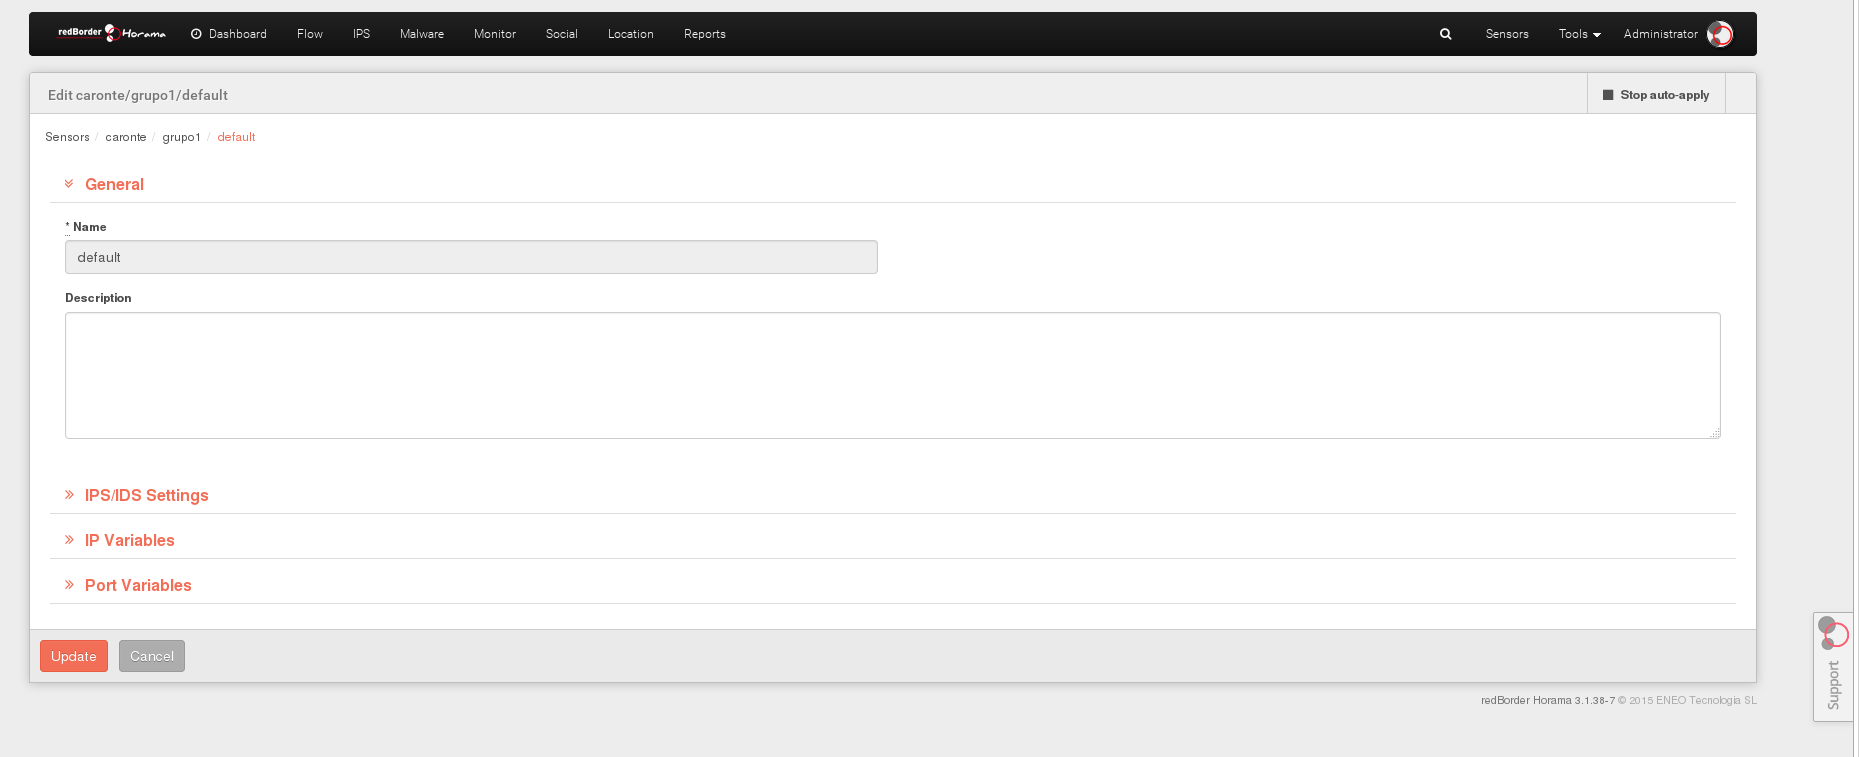 redBorder Horama Dashboard Flow IPS Malware Monitor Social Location Reports Sensors Tools Administrator
Edit caronte/grupo1/default Stop auto-apply
Sensors / caronte / grupo1 / default
General
* Name
default
Description
IPS/IDS Settings
IP Variables
Port Variables
Update Cancel
Support
redBorder Horama 3.1.38-7 © 2015 ENEO Tecnologia SL